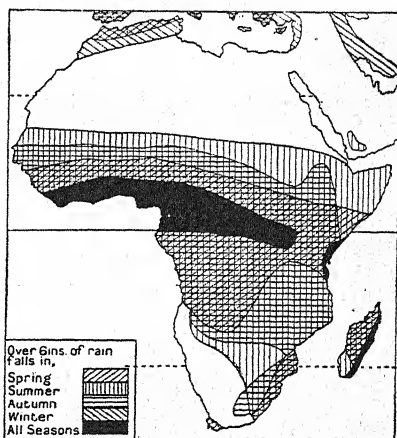 Over 6ins. of rain
falls in,
Spring
Summer
Autumn
Winter
All Seasons